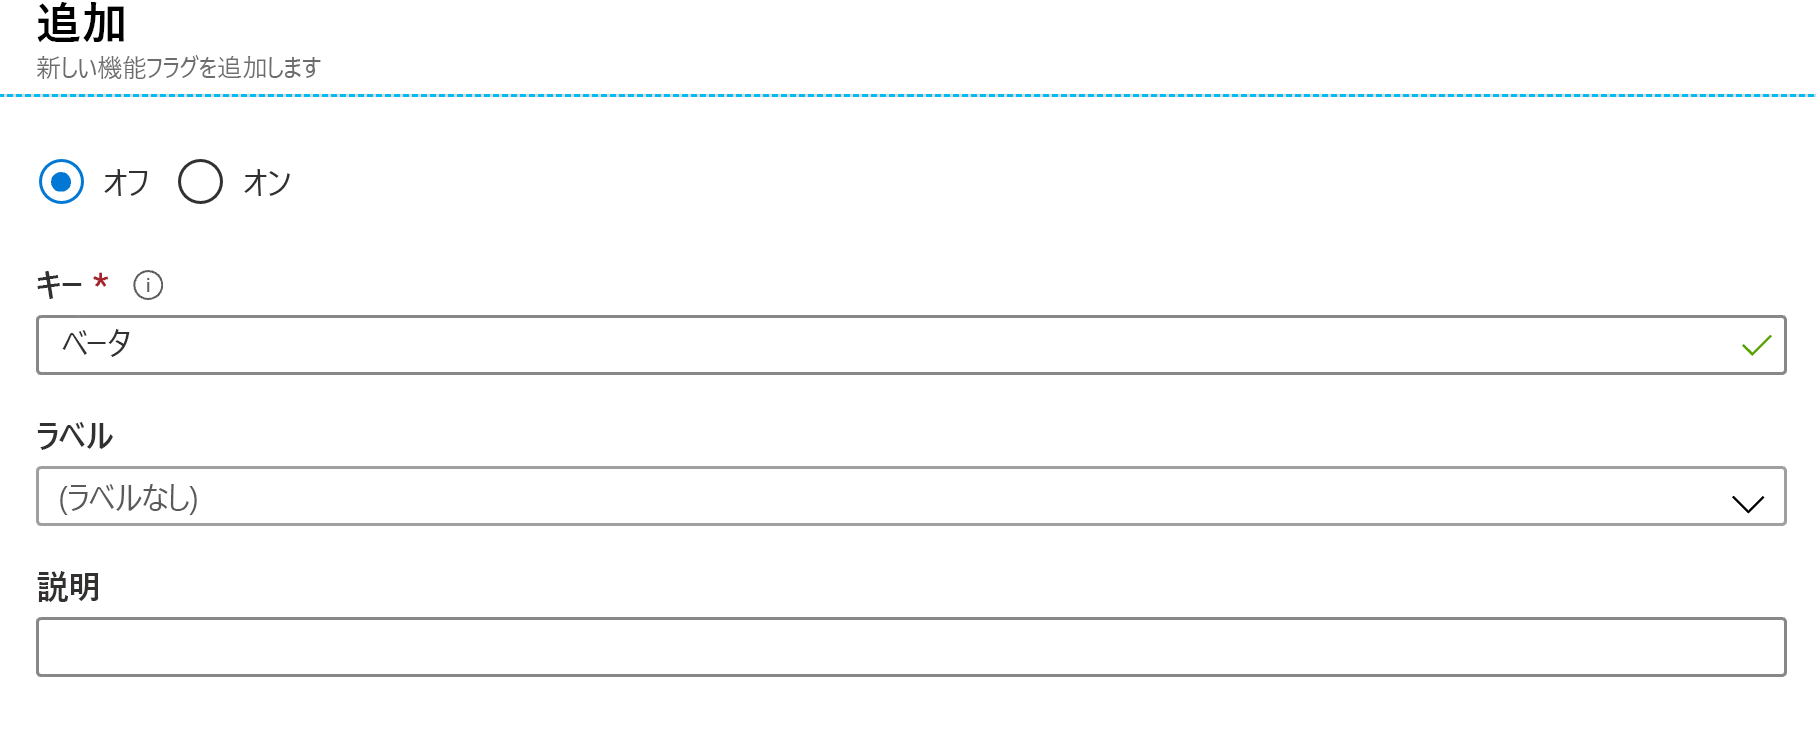 追加
新しい機能フラグを追加します
オフ オン
キー * i
ベータ
ラベル
(ラベルなし)
説明